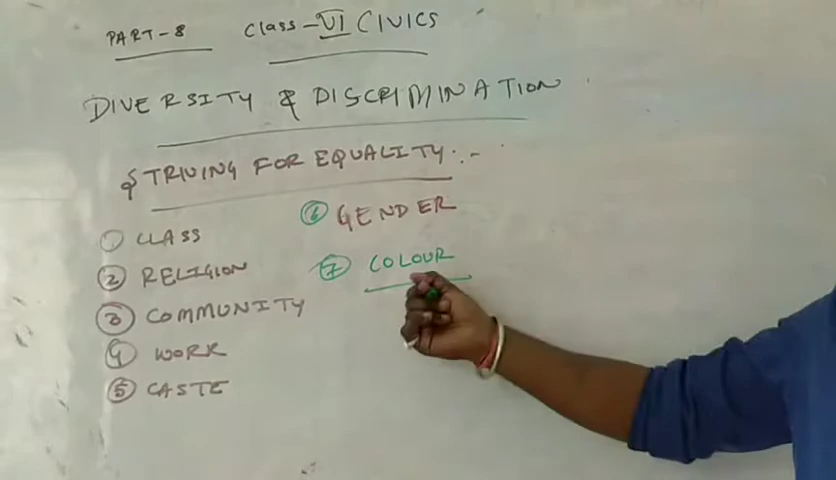 PART-8 Class-VI CIVICS
DIVERSITY & DISCRIMINATION
STRIVING FOR EQUALITY:-
① CLASS
② RELIGION
③ COMMUNITY
④ WORK
⑤ CASTE
⑥ GENDER
⑦ COLOUR